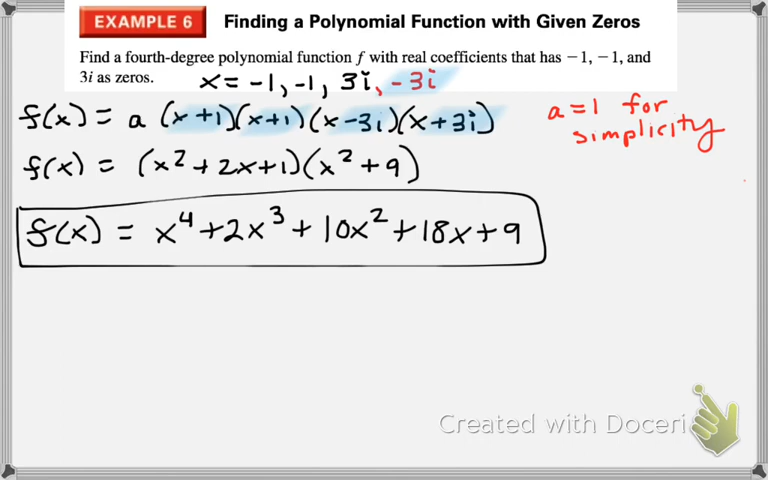 EXAMPLE 6 Finding a Polynomial Function with Given Zeros
Find a fourth-degree polynomial function f with real coefficients that has −1, −1, and
3i as zeros.
x = -1, -1, 3i, -3i
f(x) = a (x+1)(x+1)(x-3i)(x+3i)
a=1 for
simplicity
f(x) = (x² + 2x+1)(x² + 9)
f(x) = x⁴ + 2x³ + 10x² + 18x + 9
Created with Doceri